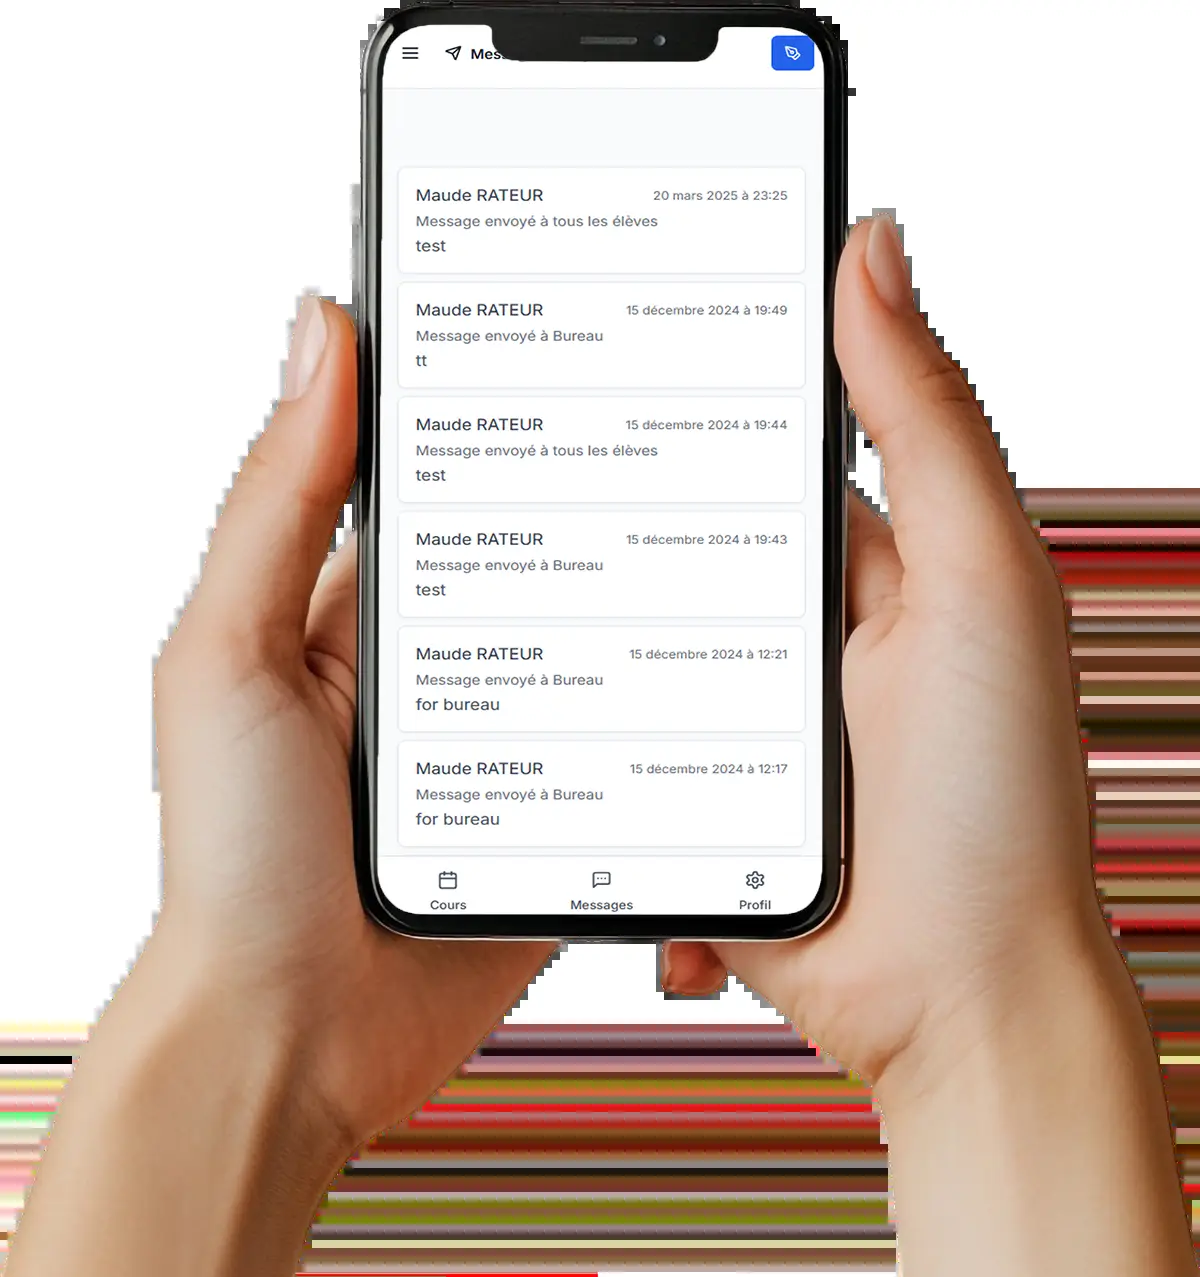 Maude RATEUR 20 mars 2025 à 23:25
Message envoyé à tous les élèves
test
Maude RATEUR 15 décembre 2024 à 19:49
Message envoyé à Bureau
tt
Maude RATEUR 15 décembre 2024 à 19:44
Message envoyé à tous les élèves
test
Maude RATEUR 15 décembre 2024 à 19:43
Message envoyé à Bureau
test
Maude RATEUR 15 décembre 2024 à 12:21
Message envoyé à Bureau
for bureau
Maude RATEUR 15 décembre 2024 à 12:17
Message envoyé à Bureau
for bureau
Cours Messages Profil